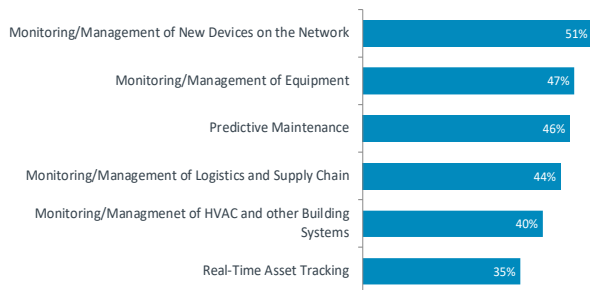 Monitoring/Management of New Devices on the Network
51%
Monitoring/Management of Equipment
47%
Predictive Maintenance
46%
Monitoring/Management of Logistics and Supply Chain
44%
Monitoring/Managmenet of HVAC and other Building
Systems
40%
Real-Time Asset Tracking
35%